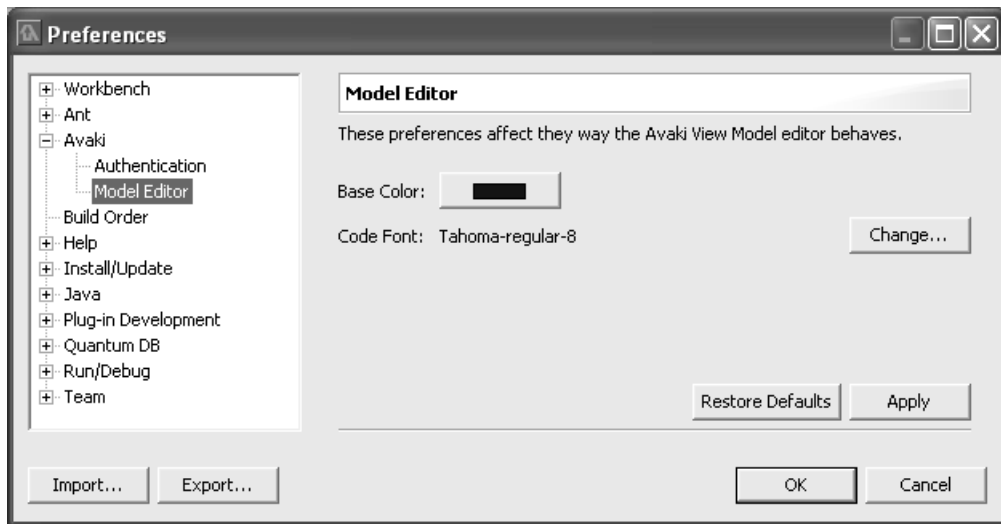 Preferences
Workbench
Ant
Avaki
Authentication
Model Editor
Build Order
Help
Install/Update
Java
Plug-in Development
Quantum DB
Run/Debug
Team
Model Editor
These preferences affect they way the Avaki View Model editor behaves.
Base Color:
Code Font: Tahoma-regular-8
Change...
Restore Defaults
Apply
Import...
Export...
OK
Cancel